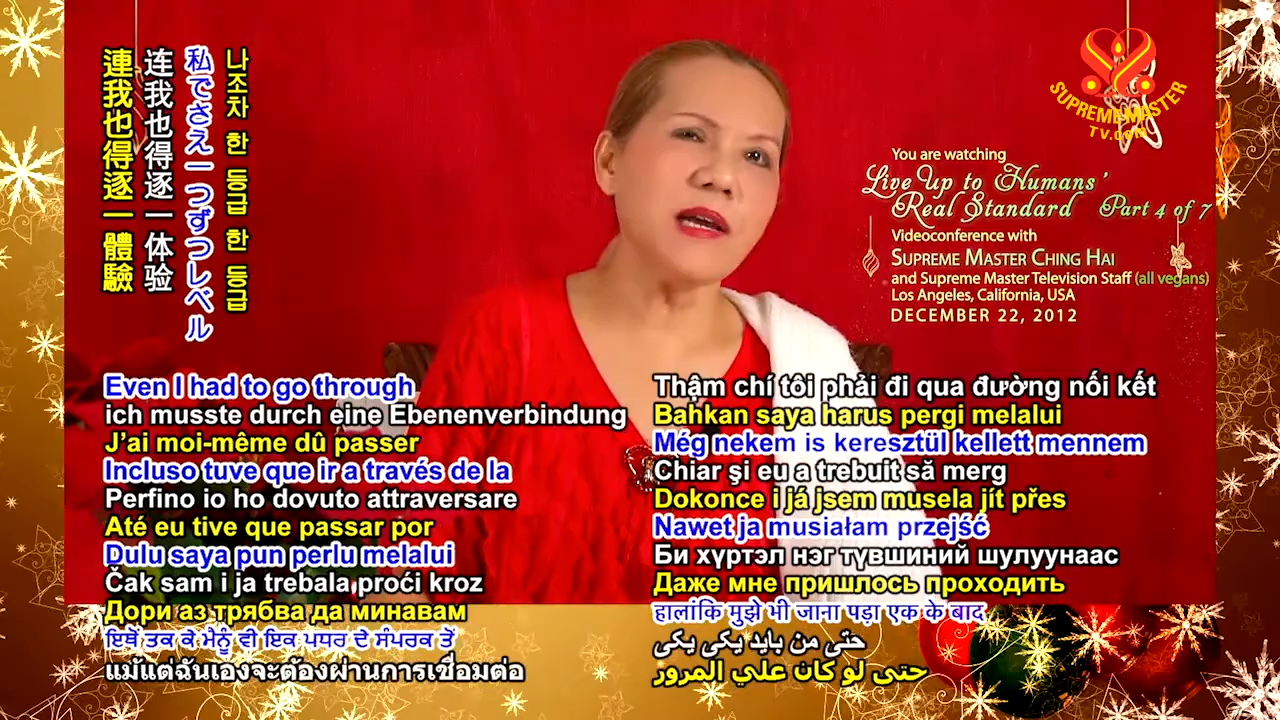 連我也得逐一體驗
连我也得逐一体验
私でさえ一つずつレベル
나조차 한 등급 한 등급
SUPREMEMASTER
TV.com
You are watching
Live Up to Humans'
Real Standard Part 4 of 7
Videoconference with
SUPREME MASTER CHING HAI
and Supreme Master Television Staff (all vegans)
Los Angeles, California, USA
DECEMBER 22, 2012
Even I had to go through
ich musste durch eine Ebenenverbindung
J'ai moi-même dû passer
Incluso tuve que ir a través de la
Perfino io ho dovuto attraversare
Até eu tive que passar por
Dulu saya pun perlu melalui
Čak sam i ja trebala proći kroz
Дори аз трябва да минавам
ਇਥੋਂ ਤਕ ਕੇ ਮੈਨੂੰ ਵੀ ਇਕ ਪਧਰ ਦੇ ਸੰਪਰਕ ਤੋਂ
แม้แต่ฉันเองจะต้องผ่านการเชื่อมต่อ
Thậm chí tôi phải đi qua đường nối kết
Bahkan saya harus pergi melalui
Még nekem is keresztül kellett mennem
Chiar şi eu a trebuit să merg
Dokonce i já jsem musela jít přes
Nawet ja musiałam przejść
Би хүртэл нэг түвшиний шулуунаас
Даже мне пришлось проходить
हालांकि मुझे भी जाना पड़ा एक के बाद
حتی من باید یکی یکی
حتى لو كان علي المرور